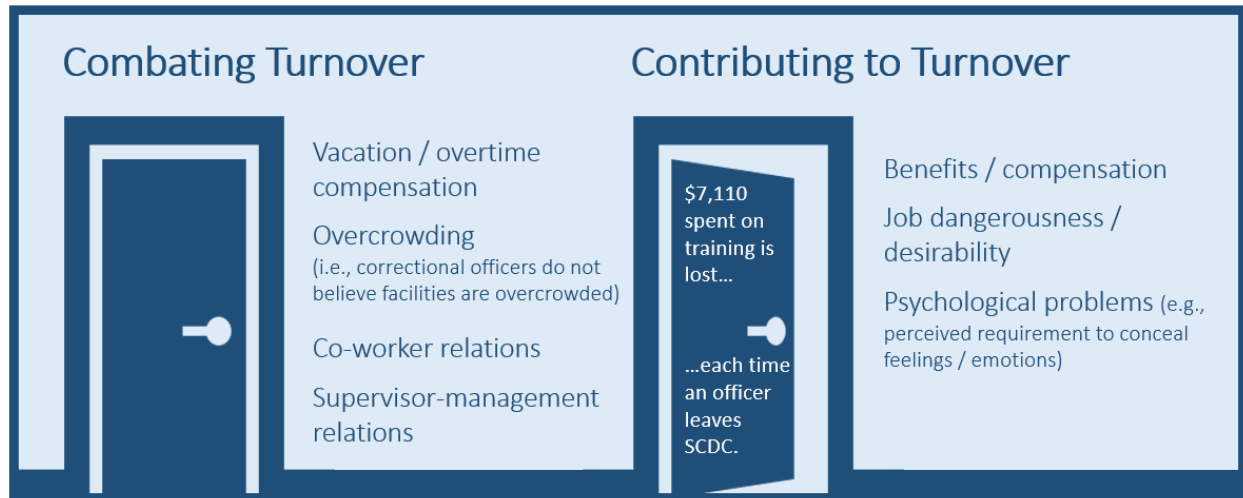 Combating Turnover
Vacation / overtime
compensation
Overcrowding
(i.e., correctional officers do not
believe facilities are overcrowded)
Co-worker relations
Supervisor-management
relations
Contributing to Turnover
$7,110
spent on
training is
lost…
…each time
an officer
leaves
SCDC.
Benefits / compensation
Job dangerousness /
desirability
Psychological problems (e.g.,
perceived requirement to conceal
feelings / emotions)